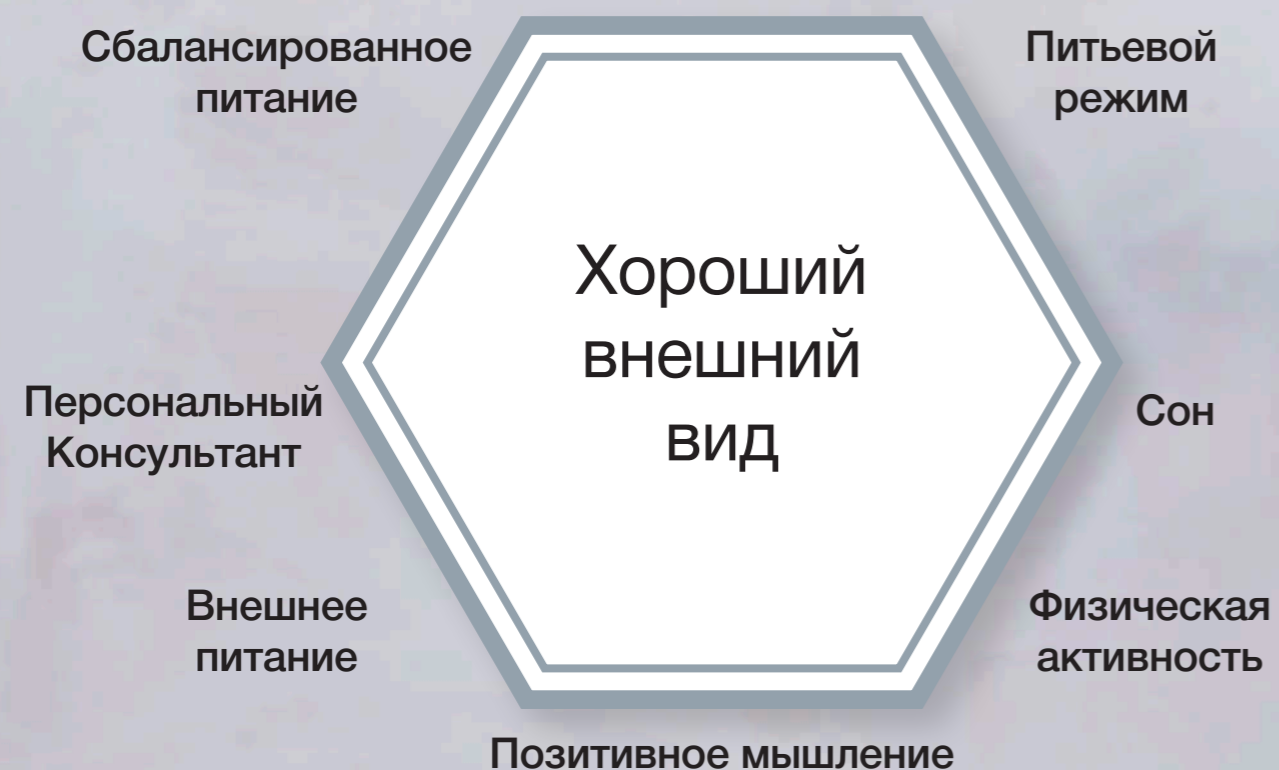 Сбалансированное
питание
Питьевой
режим
Хороший
внешний
вид
Персональный
Консультант
Сон
Внешнее
питание
Физическая
активность
Позитивное мышление